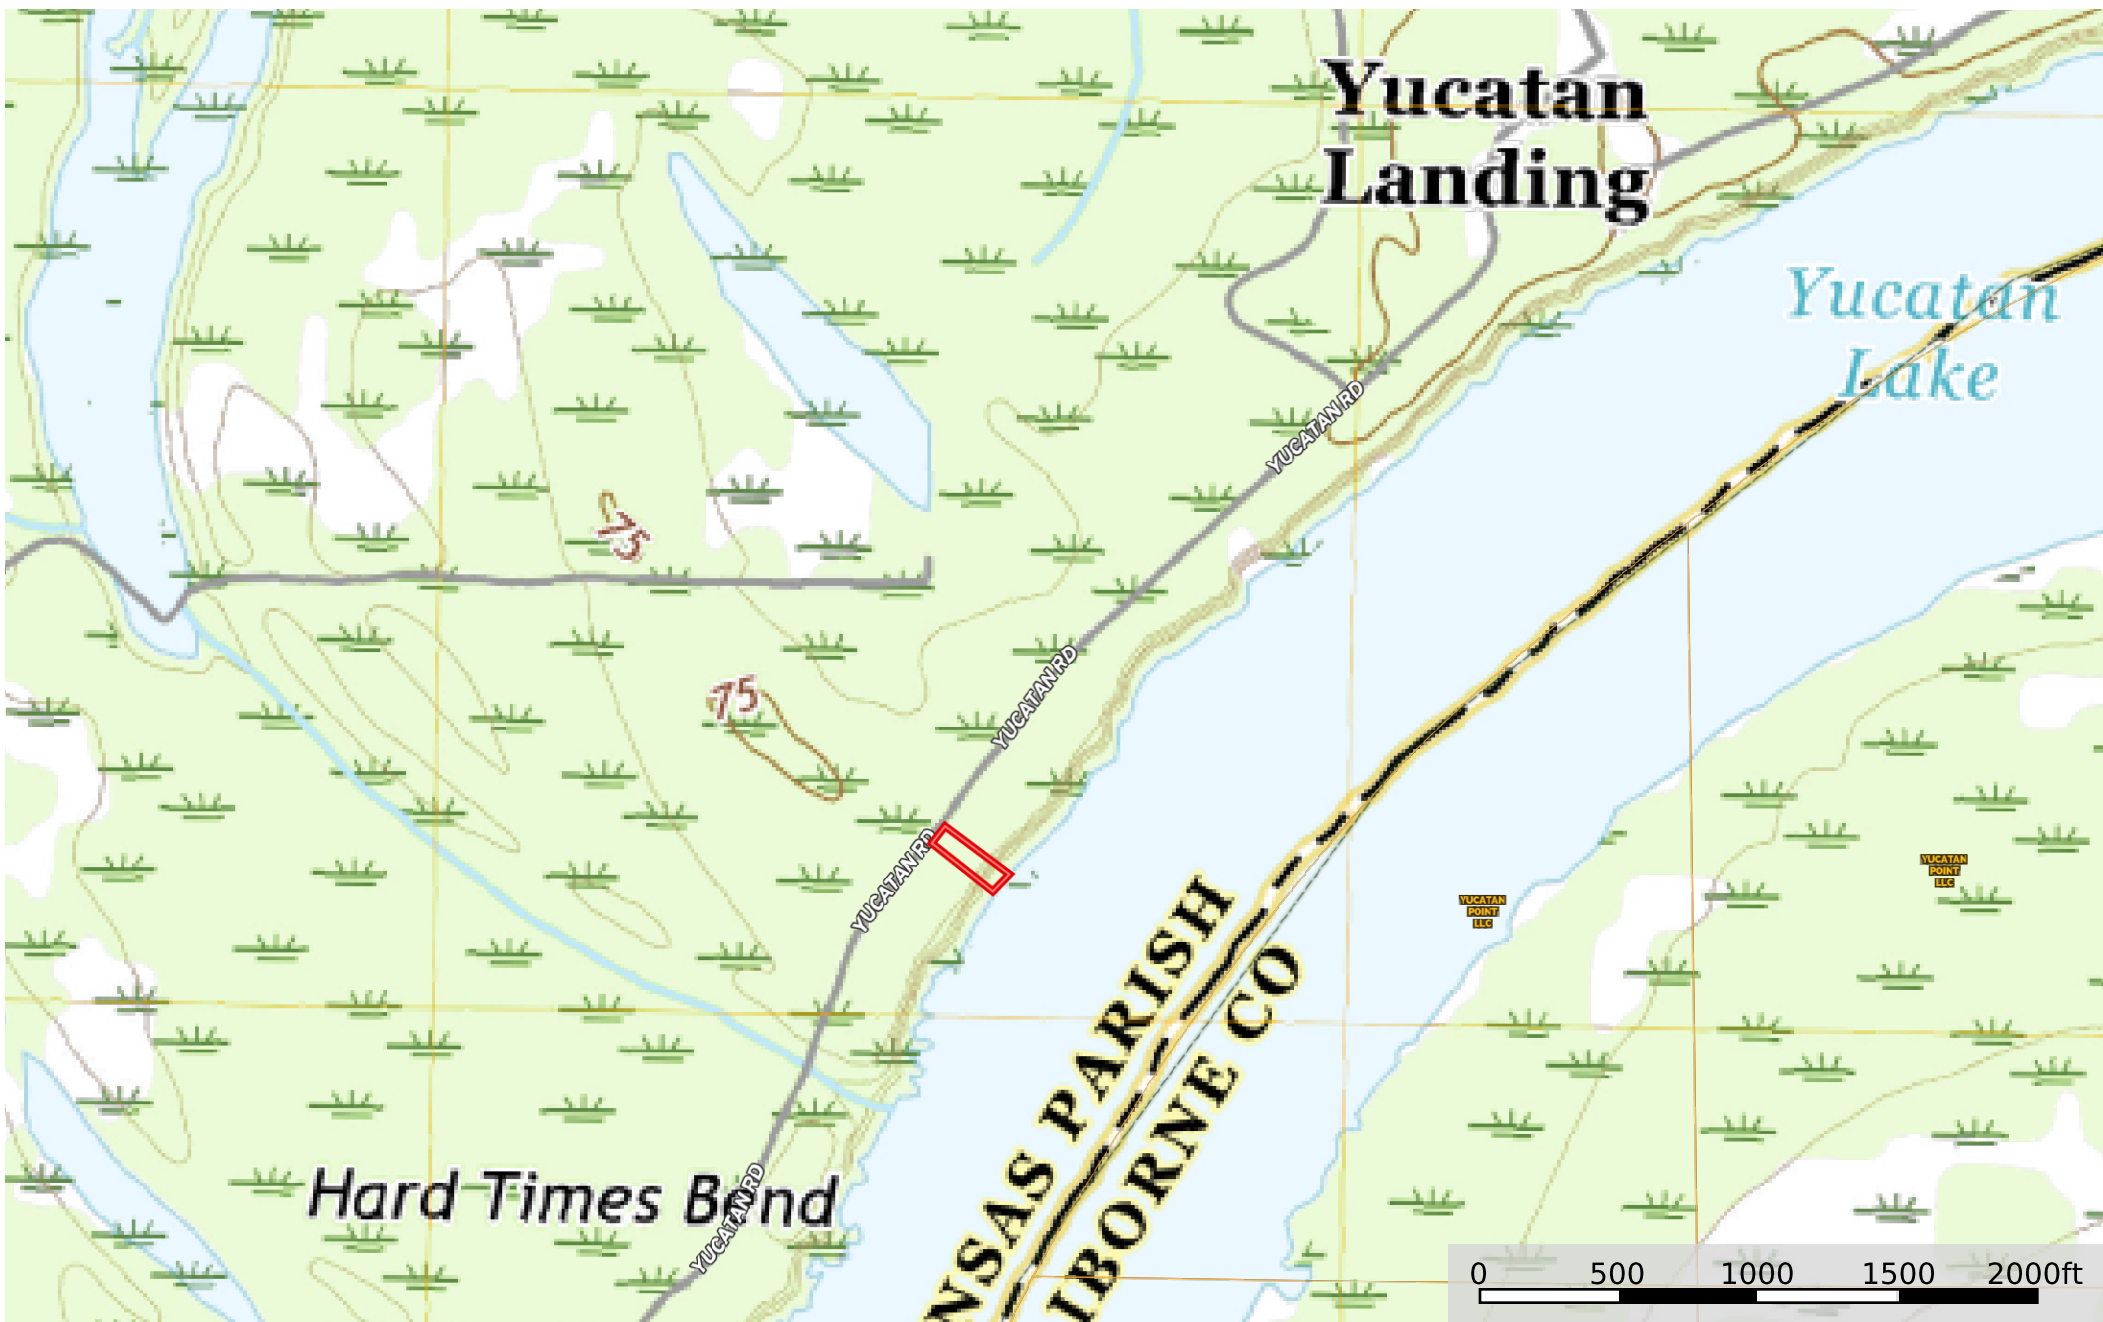 Yucatan
Landing
Yucatan
Lake
YUCATAN RD
75
YUCATAN RD
75
YUCATAN RD
YUCATAN
POINT
LLC
YUCATAN
POINT
LLC
NSAS PARISH
IBORNE CO
Hard Times Bend
YUCATAN RD
0 500 1000 1500 2000ft